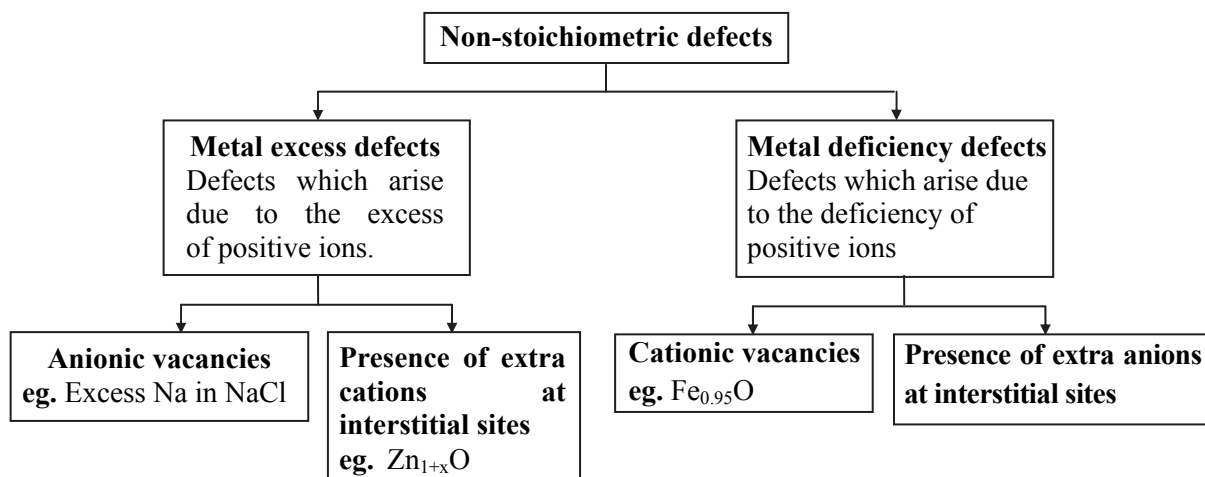 Non-stoichiometric defects
Metal excess defects
Defects which arise
due to the excess
of positive ions.
Metal deficiency defects
Defects which arise due
to the deficiency of
positive ions
Anionic vacancies
eg. Excess Na in NaCl
Presence of extra
cations at
interstitial sites
eg. Zn₁₊ₓO
Cationic vacancies
eg. Fe₀.₉₅O
Presence of extra anions
at interstitial sites